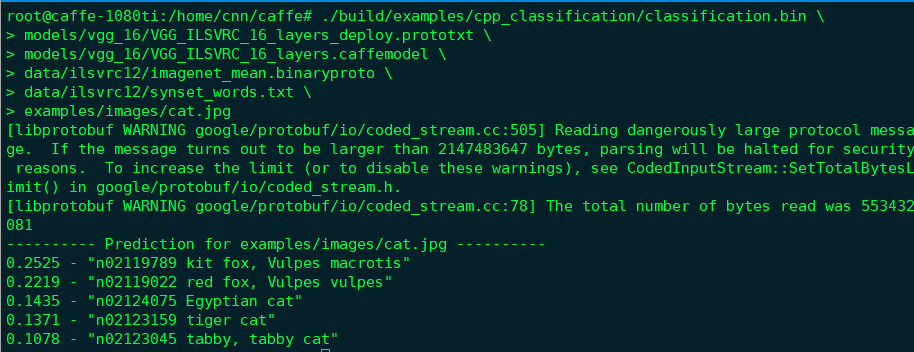 root@caffe-1080ti:/home/cnn/caffe# ./build/examples/cpp_classification/classification.bin \
> models/vgg_16/VGG_ILSVRC_16_layers_deploy.prototxt \
> models/vgg_16/VGG_ILSVRC_16_layers.caffemodel \
> data/ilsvrc12/imagenet_mean.binaryproto \
> data/ilsvrc12/synset_words.txt \
> examples/images/cat.jpg
[libprotobuf WARNING google/protobuf/io/coded_stream.cc:505] Reading dangerously large protocol messa
ge.  If the message turns out to be larger than 2147483647 bytes, parsing will be halted for security
 reasons.  To increase the limit (or to disable these warnings), see CodedInputStream::SetTotalBytesL
imit() in google/protobuf/io/coded_stream.h.
[libprotobuf WARNING google/protobuf/io/coded_stream.cc:78] The total number of bytes read was 553432
081
---------- Prediction for examples/images/cat.jpg ----------
0.2525 - "n02119789 kit fox, Vulpes macrotis"
0.2219 - "n02119022 red fox, Vulpes vulpes"
0.1435 - "n02124075 Egyptian cat"
0.1371 - "n02123159 tiger cat"
0.1078 - "n02123045 tabby, tabby cat"